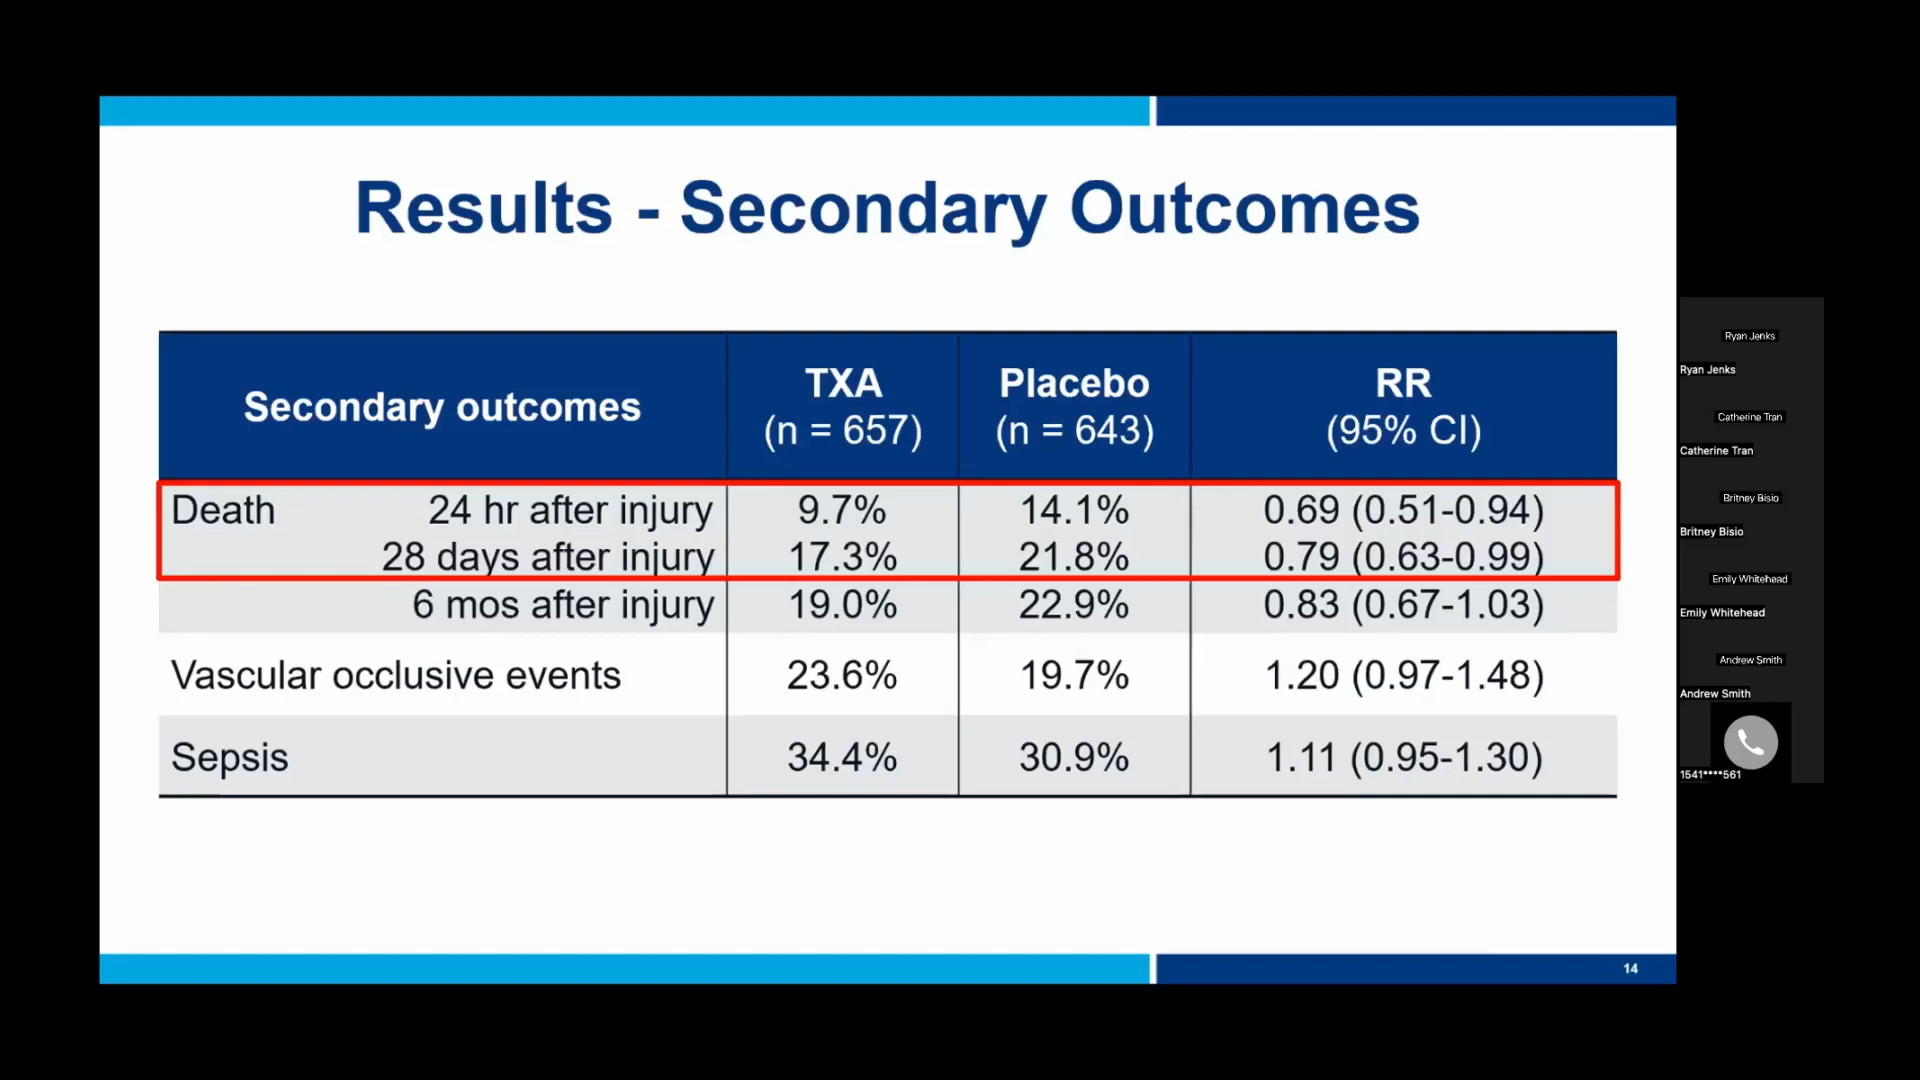 Results - Secondary Outcomes
Secondary outcomes
TXA
(n = 657)
Placebo
(n = 643)
RR
(95% CI)
Death 24 hr after injury 9.7% 14.1% 0.69 (0.51-0.94)
28 days after injury 17.3% 21.8% 0.79 (0.63-0.99)
6 mos after injury 19.0% 22.9% 0.83 (0.67-1.03)
Vascular occlusive events 23.6% 19.7% 1.20 (0.97-1.48)
Sepsis 34.4% 30.9% 1.11 (0.95-1.30)
14
Ryan Jenks
Ryan Jenks
Catherine Tran
Catherine Tran
Britney Bisio
Britney Bisio
Emily Whitehead
Emily Whitehead
Andrew Smith
Andrew Smith
1541****561